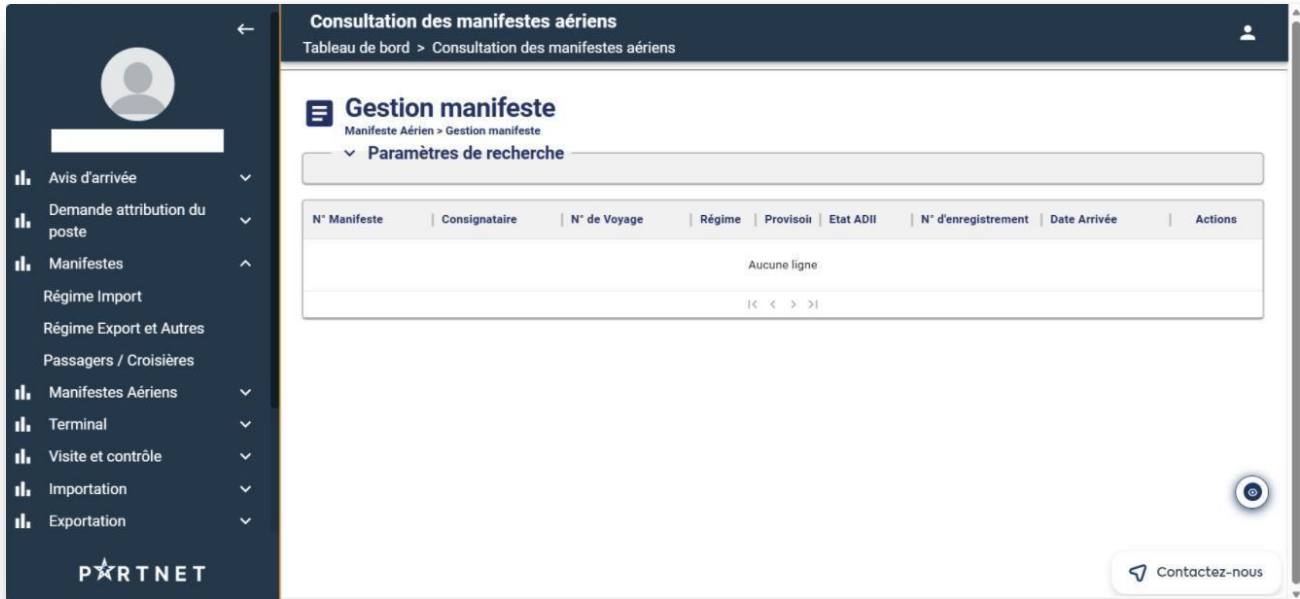 Consultation des manifestes aériens
Tableau de bord > Consultation des manifestes aériens
Avis d'arrivée
Demande attribution du
poste
Manifestes
Régime Import
Régime Export et Autres
Passagers / Croisières
Manifestes Aériens
Terminal
Visite et contrôle
Importation
Exportation
PORTNET
Gestion manifeste
Manifeste Aérien > Gestion manifeste
Paramètres de recherche
N° Manifeste | Consignataire | N° de Voyage | Régime | Provisoir | Etat ADII | N° d'enregistrement | Date Arrivée | Actions
Aucune ligne
Contactez-nous